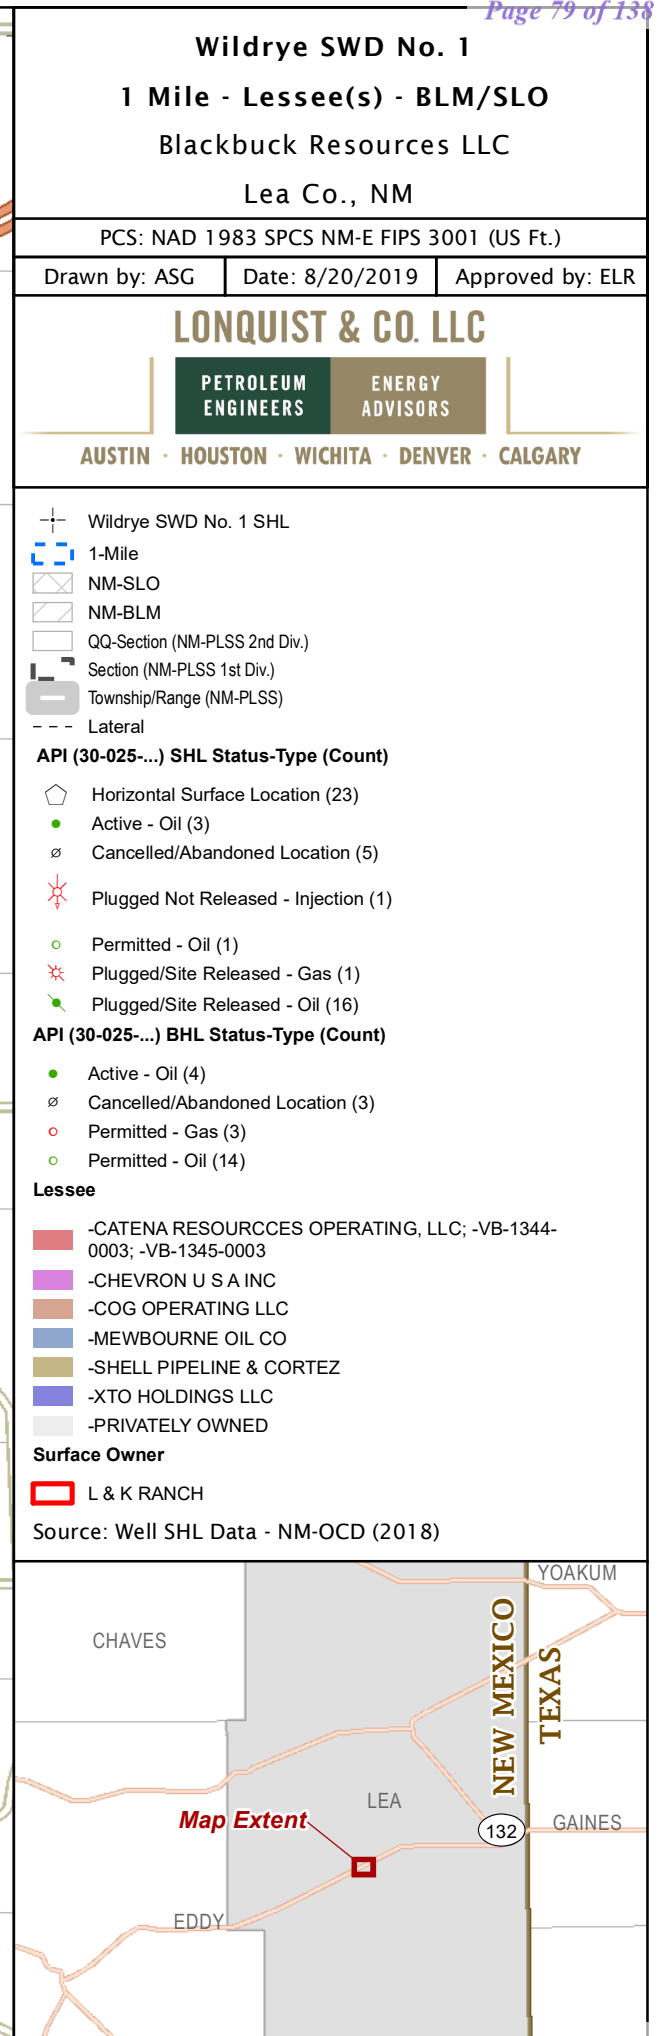 Page 79 of 138
Wildrye SWD No. 1
1 Mile - Lessee(s) - BLM/SLO
Blackbuck Resources LLC
Lea Co., NM
PCS: NAD 1983 SPCS NM-E FIPS 3001 (US Ft.)
Drawn by: ASG Date: 8/20/2019 Approved by: ELR
LONQUIST & CO. LLC
PETROLEUM ENGINEERS
ENERGY ADVISORS
AUSTIN · HOUSTON · WICHITA · DENVER · CALGARY
Wildrye SWD No. 1 SHL
1-Mile
NM-SLO
NM-BLM
QQ-Section (NM-PLSS 2nd Div.)
Section (NM-PLSS 1st Div.)
Township/Range (NM-PLSS)
Lateral
API (30-025-...) SHL Status-Type (Count)
Horizontal Surface Location (23)
Active - Oil (3)
Cancelled/Abandoned Location (5)
Plugged Not Released - Injection (1)
Permitted - Oil (1)
Plugged/Site Released - Gas (1)
Plugged/Site Released - Oil (16)
API (30-025-...) BHL Status-Type (Count)
Active - Oil (4)
Cancelled/Abandoned Location (3)
Permitted - Gas (3)
Permitted - Oil (14)
Lessee
-CATENA RESOURCCES OPERATING, LLC; -VB-1344-
0003; -VB-1345-0003
-CHEVRON U S A INC
-COG OPERATING LLC
-MEWBOURNE OIL CO
-SHELL PIPELINE & CORTEZ
-XTO HOLDINGS LLC
-PRIVATELY OWNED
Surface Owner
L & K RANCH
Source: Well SHL Data - NM-OCD (2018)
YOAKUM
CHAVES
NEW MEXICO
TEXAS
LEA
Map Extent
132
GAINES
EDDY